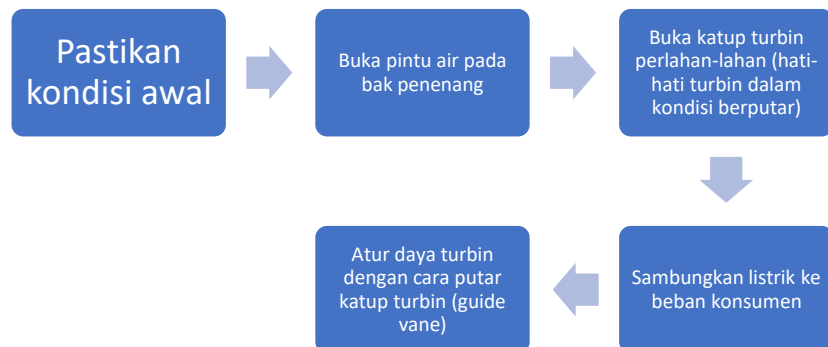 Pastikan
kondisi awal
Buka pintu air pada
bak penenang
Buka katup turbin
perlahan-lahan (hati-
hati turbin dalam
kondisi berputar)
Sambungkan listrik ke
beban konsumen
Atur daya turbin
dengan cara putar
katup turbin (guide
vane)